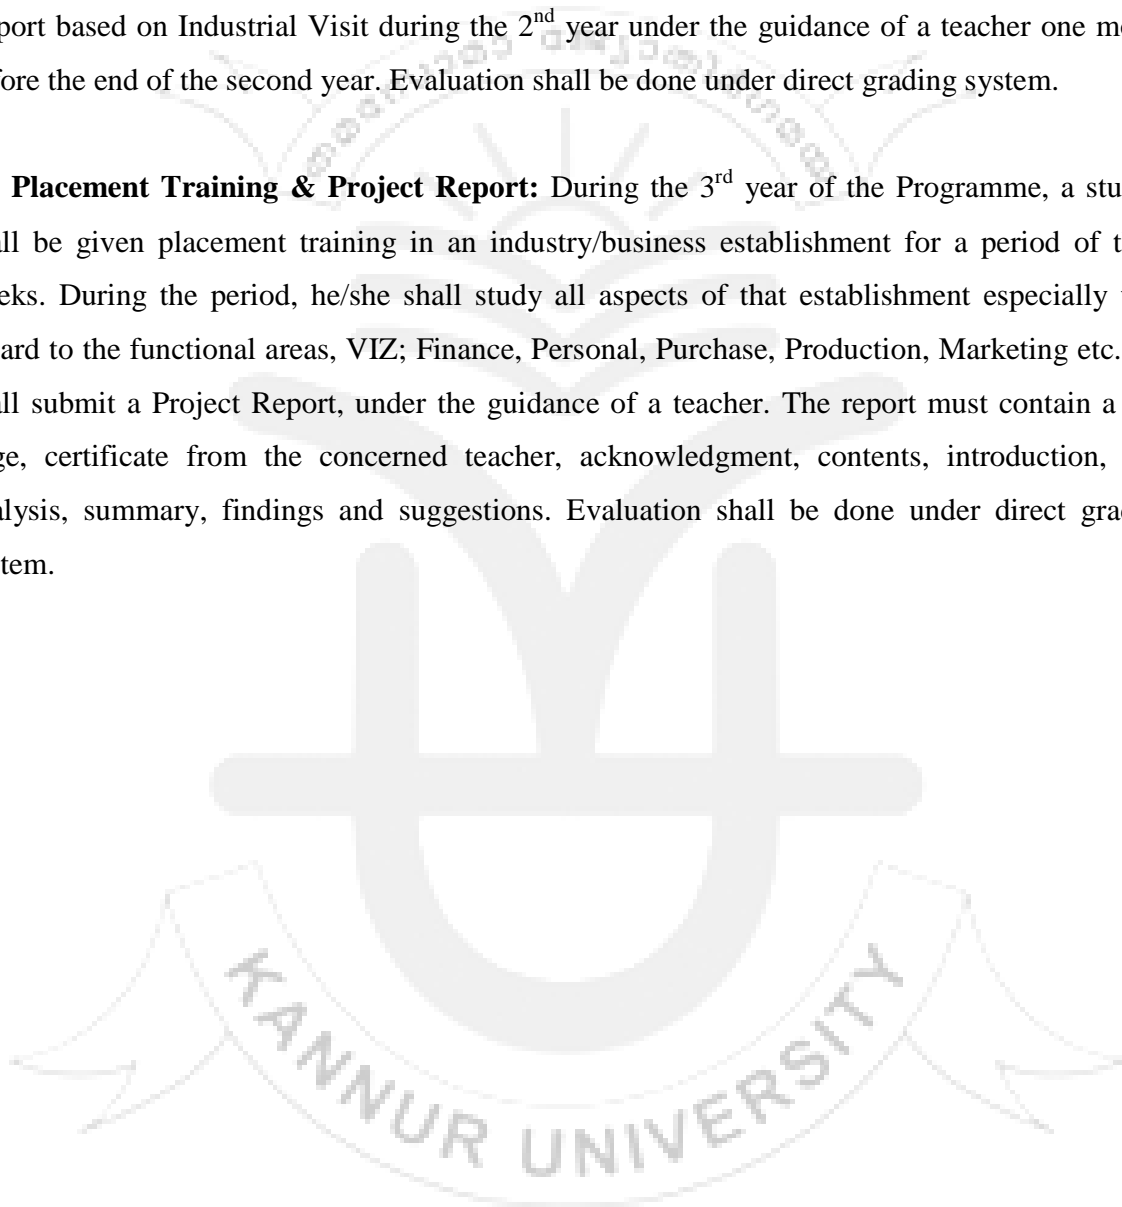 port based on Industrial Visit during the 2nd year under the guidance of a teacher one mo
fore the end of the second year. Evaluation shall be done under direct grading system.
Placement Training & Project Report: During the 3rd year of the Programme, a stu
all be given placement training in an industry/business establishment for a period of t
eks. During the period, he/she shall study all aspects of that establishment especially
ard to the functional areas, VIZ; Finance, Personal, Purchase, Production, Marketing etc.
all submit a Project Report, under the guidance of a teacher. The report must contain a
ge, certificate from the concerned teacher, acknowledgment, contents, introduction,
alysis, summary, findings and suggestions. Evaluation shall be done under direct grad
tem.
KANNUR UNIVERSITY